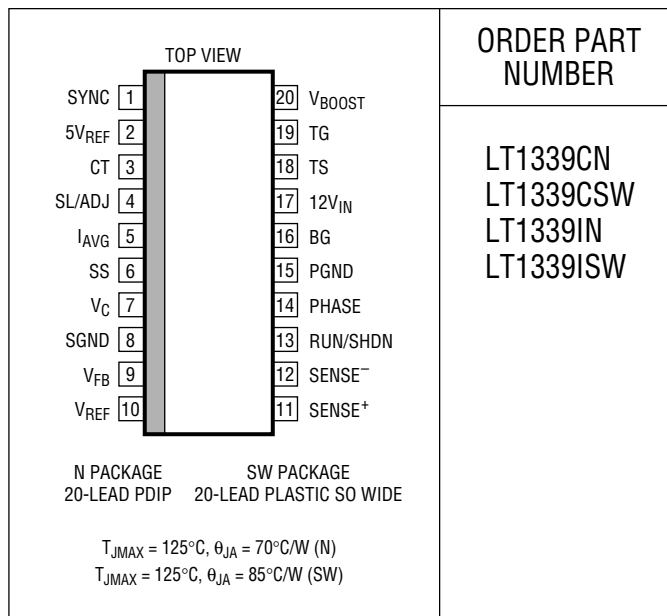 TOP VIEW
SYNC 1
5VREF 2
CT 3
SL/ADJ 4
IAVG 5
SS 6
VC 7
SGND 8
VFB 9
VREF 10
20 VBOOST
19 TG
18 TS
17 12VIN
16 BG
15 PGND
14 PHASE
13 RUN/SHDN
12 SENSE⁻
11 SENSE⁺
N PACKAGE
20-LEAD PDIP
SW PACKAGE
20-LEAD PLASTIC SO WIDE
TJMAX = 125°C, θJA = 70°C/W (N)
TJMAX = 125°C, θJA = 85°C/W (SW)
ORDER PART
NUMBER
LT1339CN
LT1339CSW
LT1339IN
LT1339ISW